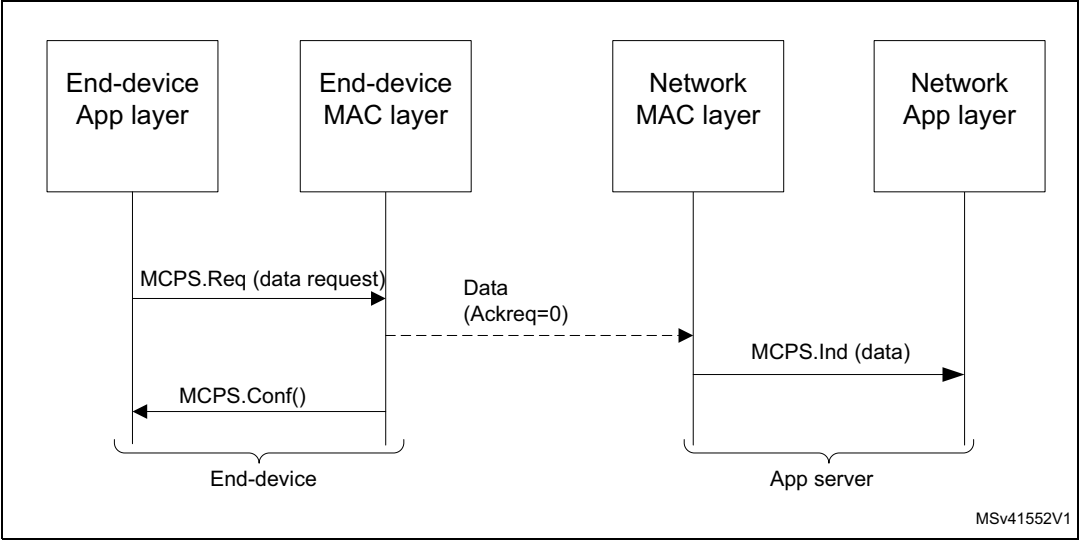 End-device
App layer
End-device
MAC layer
Network
MAC layer
Network
App layer
MCPS.Req (data request)
Data
(Ackreq=0)
MCPS.Ind (data)
MCPS.Conf()
End-device
App server
MSv41552V1